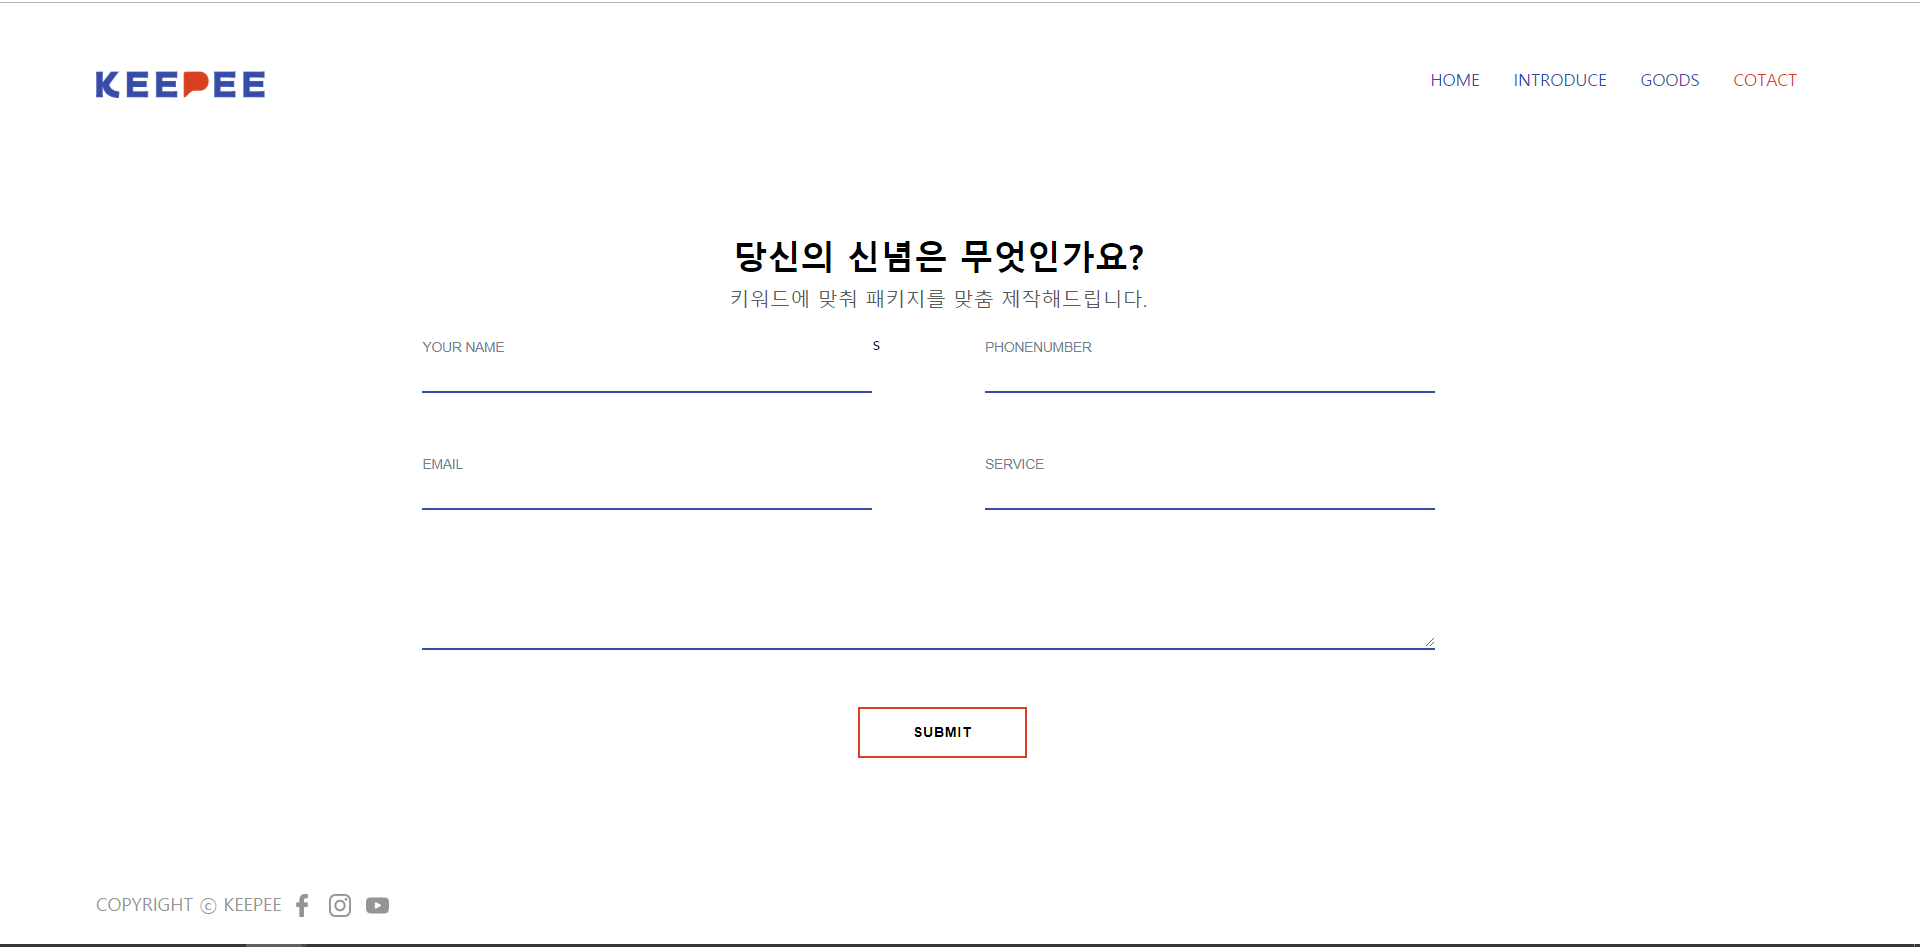 KEEPEE
HOME INTRODUCE GOODS COTACT
당신의 신념은 무엇인가요?
키워드에 맞춰 패키지를 맞춤 제작해드립니다.
YOUR NAME s PHONENUMBER
EMAIL SERVICE
SUBMIT
COPYRIGHT ⓒ KEEPEE